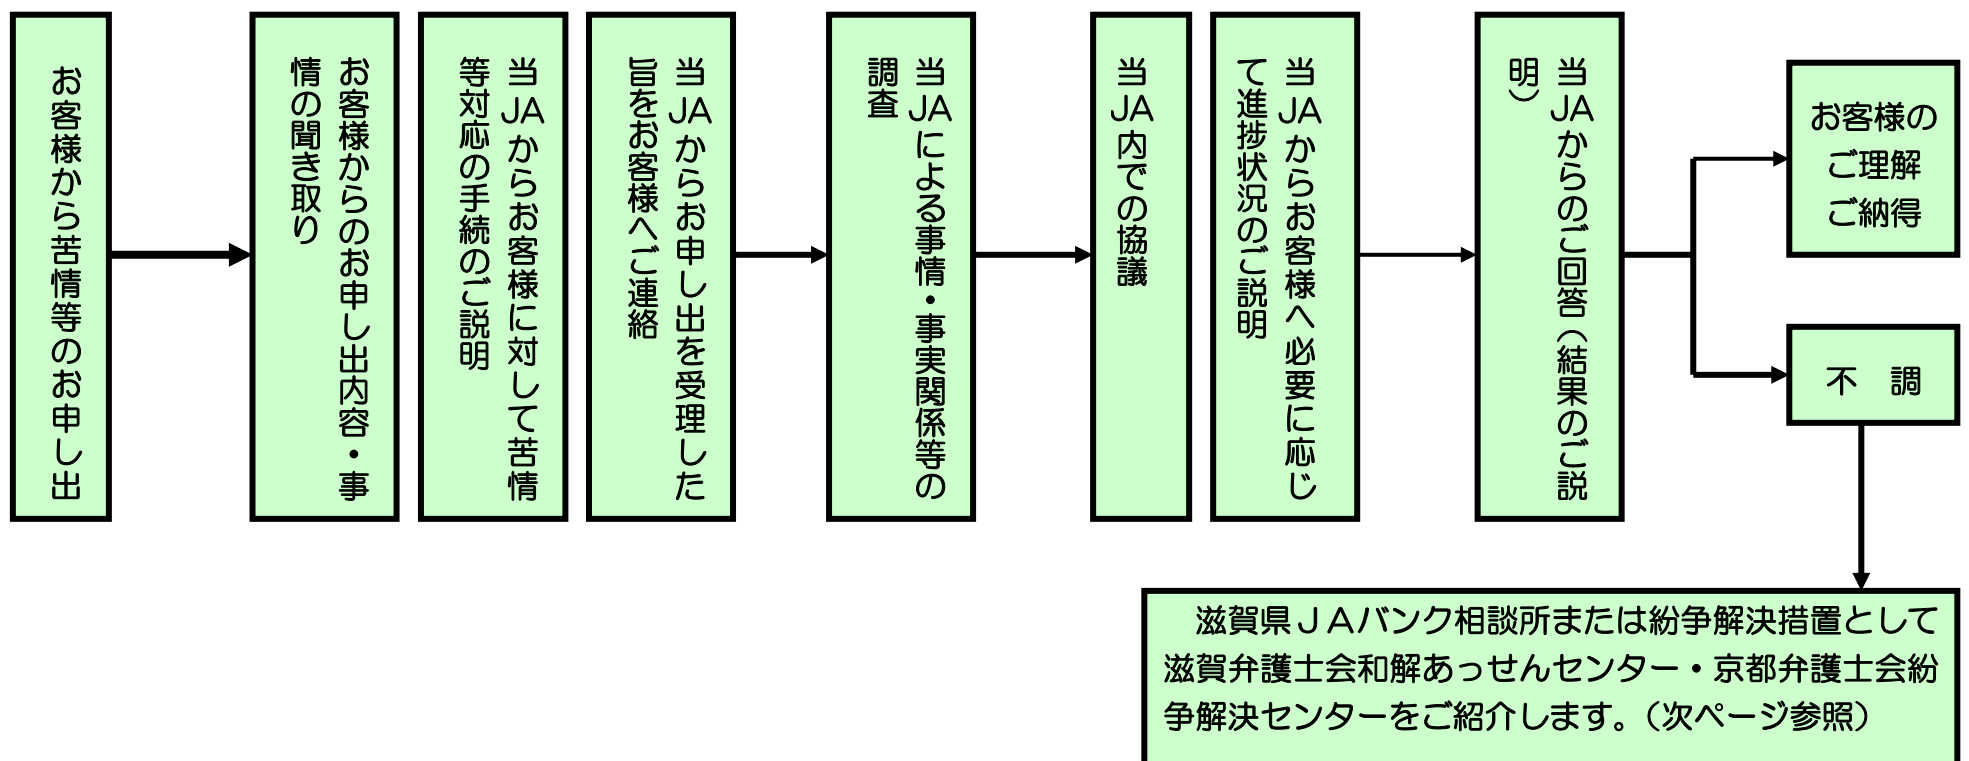 お客様から苦情等のお申し出
お客様からのお申し出内容・事
情の聞き取り
当JAからお客様に対して苦情
等対応の手続のご説明
当JAからお申し出を受理した
旨をお客様へご連絡
当JAによる事情・事実関係等の
調査
当JA内での協議
当JAからお客様へ必要に応じ
て進捗状況のご説明
当JAからのご回答（結果のご説
明）
お客様の
ご理解
ご納得
不　調
滋賀県ＪＡバンク相談所または紛争解決措置として
滋賀弁護士会和解あっせんセンター・京都弁護士会紛
争解決センターをご紹介します。（次ページ参照）